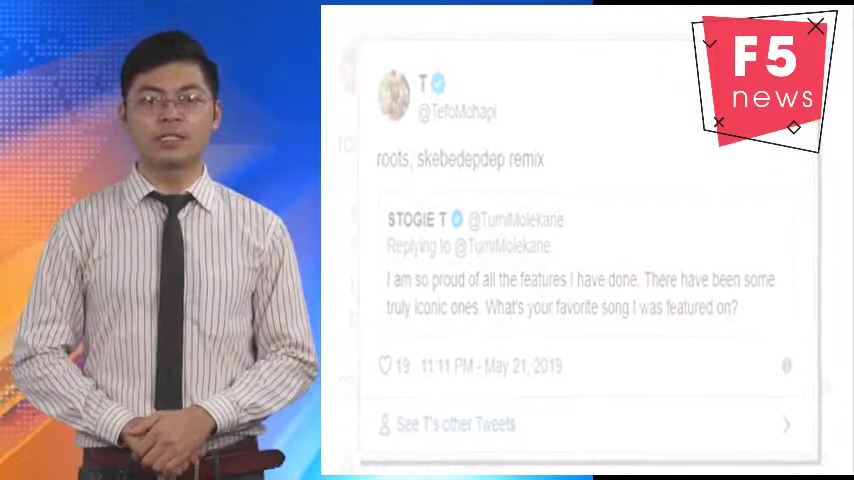 F5
news
T
@TefoMohapi
roots, skebedepdep remix
STOGIE T @TumiMolekane
Replying to @TumiMolekane
I am so proud of all the features I have done. There have been some
truly iconic ones. What's your favorite song I was featured on?
19 11:11 PM - May 21, 2019
See T's other Tweets